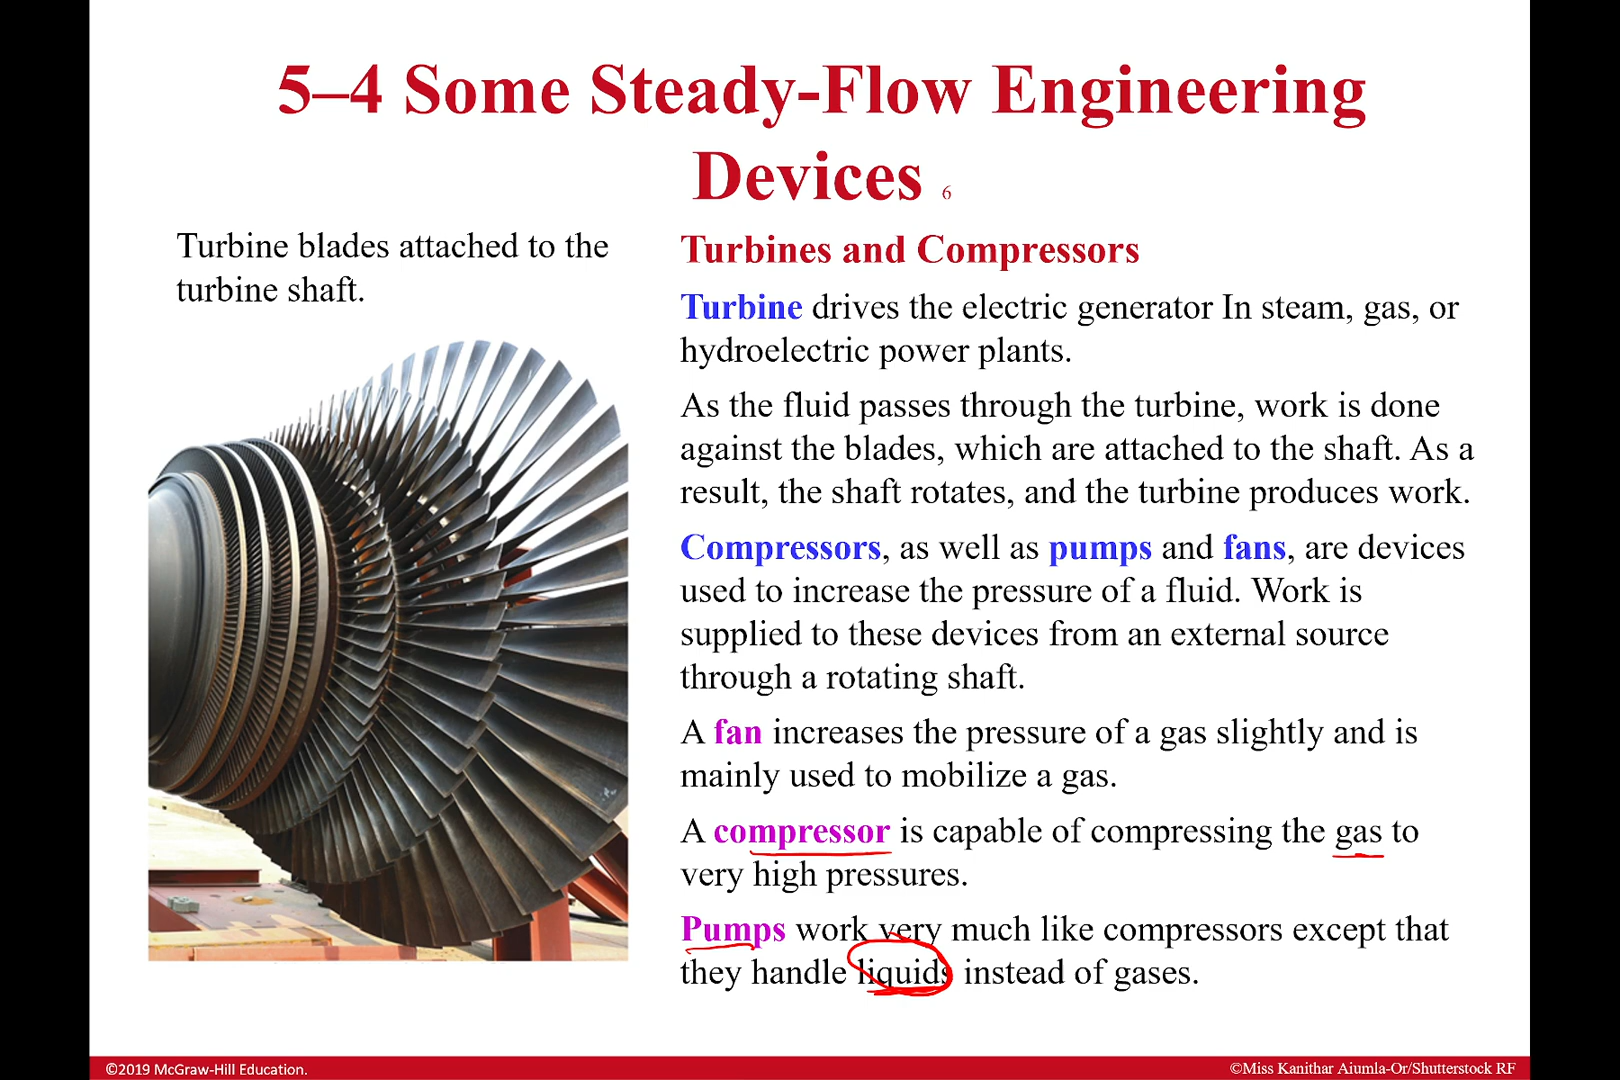 5–4 Some Steady-Flow Engineering
Devices 6
Turbine blades attached to the
turbine shaft.
Turbines and Compressors
Turbine drives the electric generator In steam, gas, or
hydroelectric power plants.
As the fluid passes through the turbine, work is done
against the blades, which are attached to the shaft. As a
result, the shaft rotates, and the turbine produces work.
Compressors, as well as pumps and fans, are devices
used to increase the pressure of a fluid. Work is
supplied to these devices from an external source
through a rotating shaft.
A fan increases the pressure of a gas slightly and is
mainly used to mobilize a gas.
A compressor is capable of compressing the gas to
very high pressures.
Pumps work very much like compressors except that
they handle liquids instead of gases.
©2019 McGraw-Hill Education.
©Miss Kanithar Aiumla-Or/Shutterstock RF